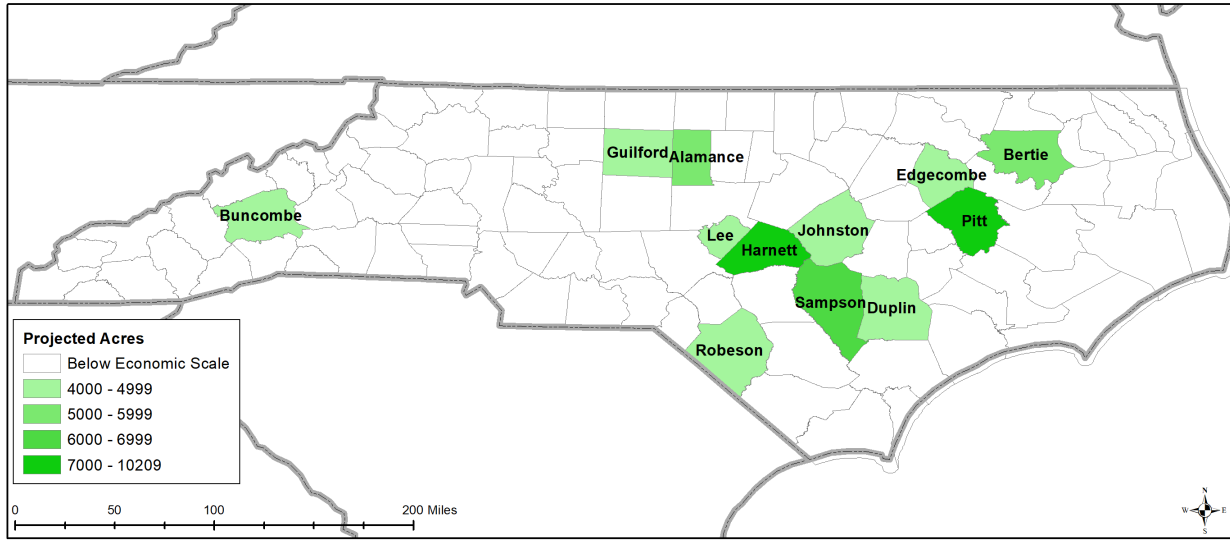 Guilford
Alamance
Bertie
Edgecombe
Buncombe
Pitt
Lee
Johnston
Harnett
Sampson
Duplin
Robeson
Projected Acres
Below Economic Scale
4000 - 4999
5000 - 5999
6000 - 6999
7000 - 10209
0 50 100 200 Miles
N
W E
S